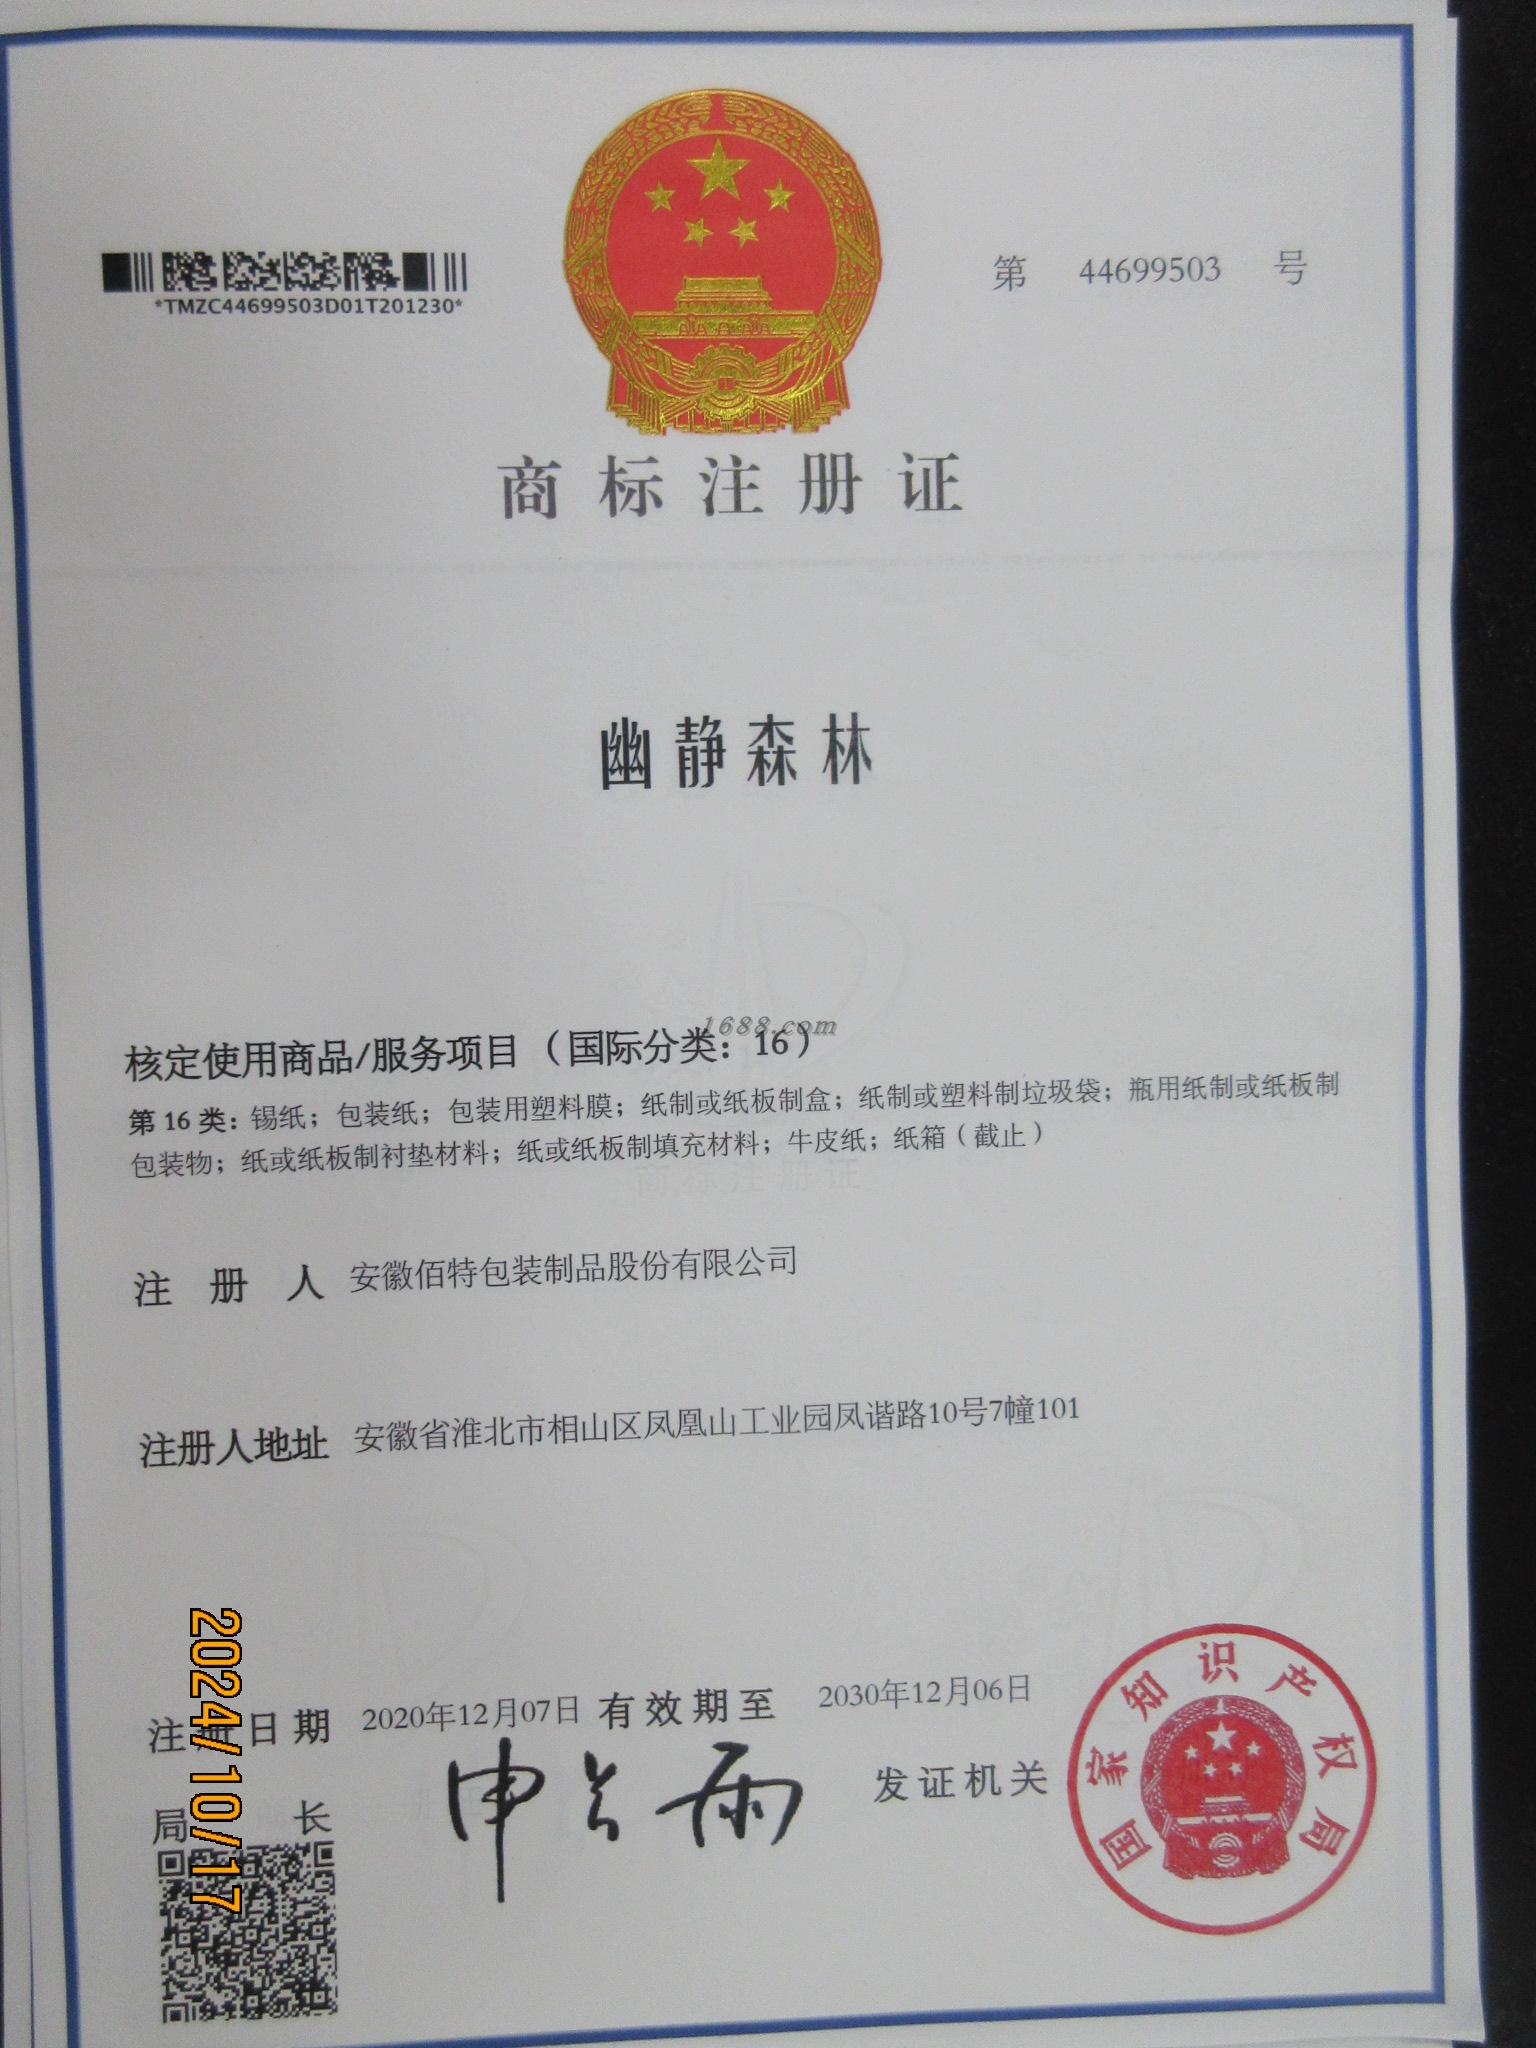 *TMZC44699503D01T201230*
第 44699503 号
商标注册证
幽静森林
1688.com
核定使用商品/服务项目（国际分类：16）
第 16 类：锡纸；包装纸；包装用塑料膜；纸制或纸板制盒；纸制或塑料制垃圾袋；瓶用纸制或纸板制
包装物；纸或纸板制衬垫材料；纸或纸板制填充材料；牛皮纸；纸箱（截止）
商标注册证
注册人 安徽佰特包装制品股份有限公司
注册人地址 安徽省淮北市相山区凤凰山工业园凤谐路10号7幢101
注册日期 2020年12月07日 有效期至 2030年12月06日
局长 申长雨 发证机关
国家知识产权局
2024/10/17